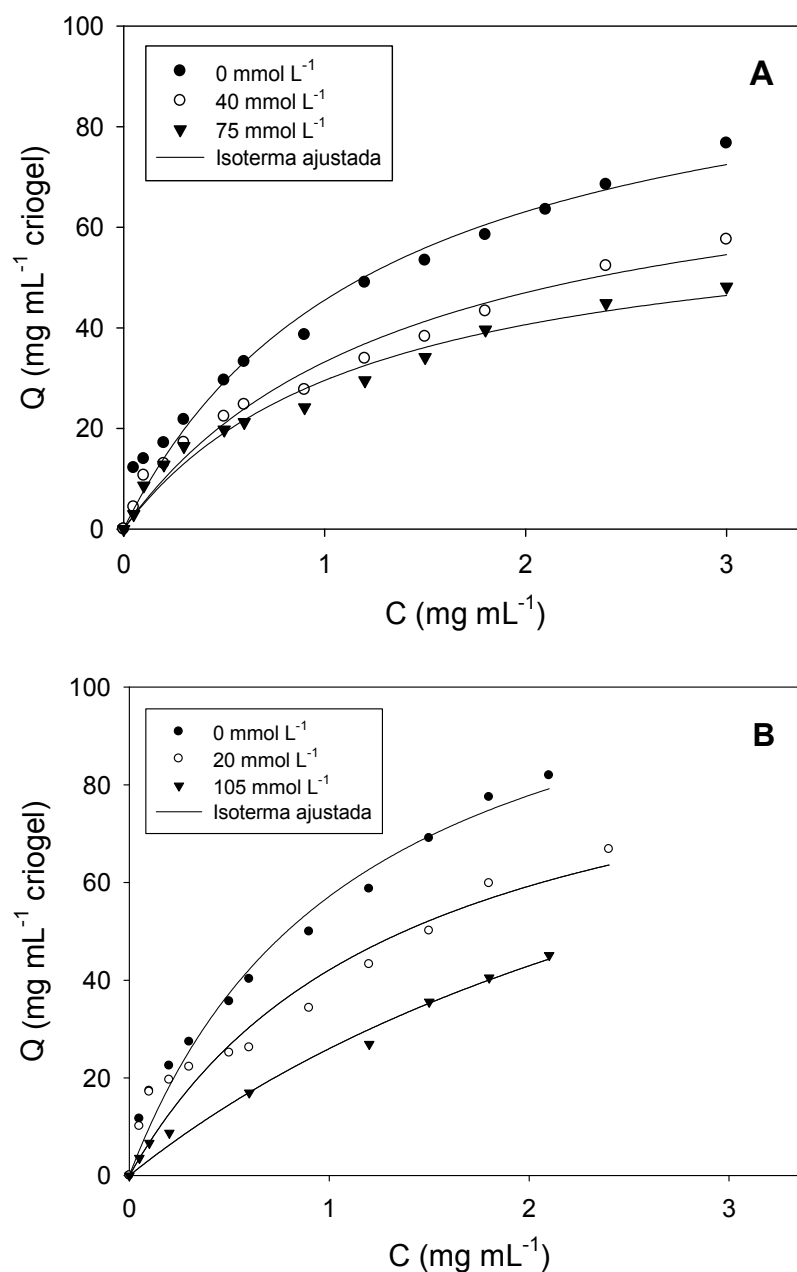 100
80
60
40
20
0
Q (mg mL⁻¹ criogel)
0 mmol L⁻¹
40 mmol L⁻¹
75 mmol L⁻¹
Isoterma ajustada
A
0 1 2 3
C (mg mL⁻¹)
100
80
60
40
20
0
Q (mg mL⁻¹ criogel)
0 mmol L⁻¹
20 mmol L⁻¹
105 mmol L⁻¹
Isoterma ajustada
B
0 1 2 3
C (mg mL⁻¹)